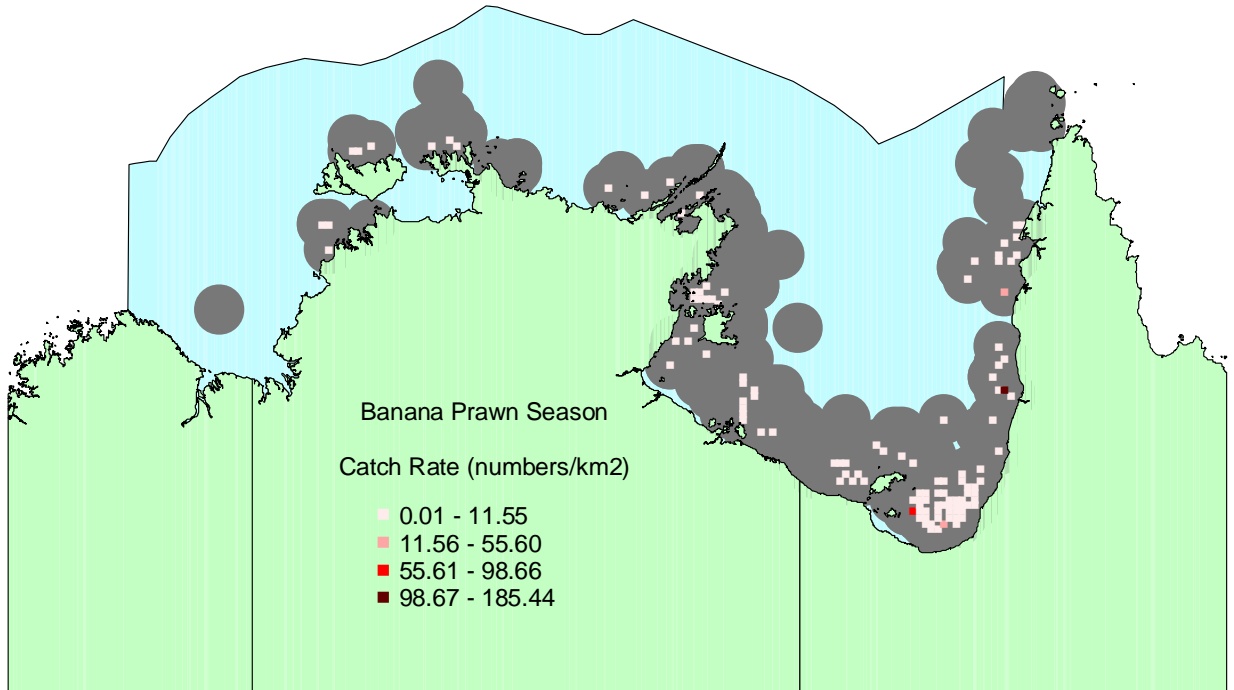 Banana Prawn Season
Catch Rate (numbers/km2)
0.01 - 11.55
11.56 - 55.60
55.61 - 98.66
98.67 - 185.44